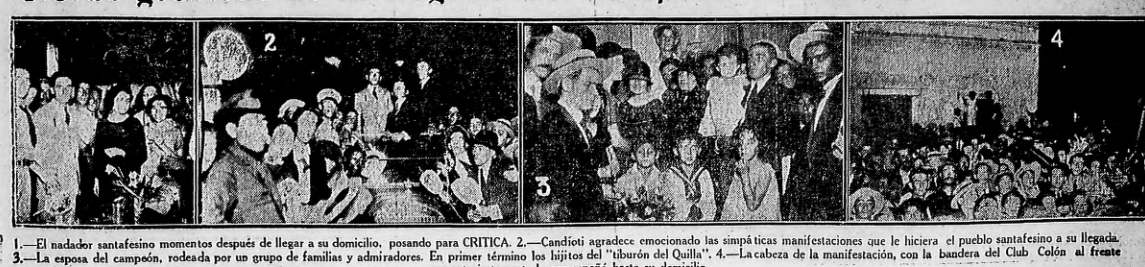 2
3
4
1.—El nadador santafesino momentos después de llegar a su domicilio, posando para CRITICA. 2.—Candioti agradece emocionado las simpáticas manifestaciones que le hiciera el pueblo santafesino a su llegada.
3.—La esposa del campeón, rodeada por un grupo de familias y admiradores. En primer término los hijitos del "tiburón del Quilla". 4.—La cabeza de la manifestación, con la bandera del Club Colón al frente
hasta su domicilio